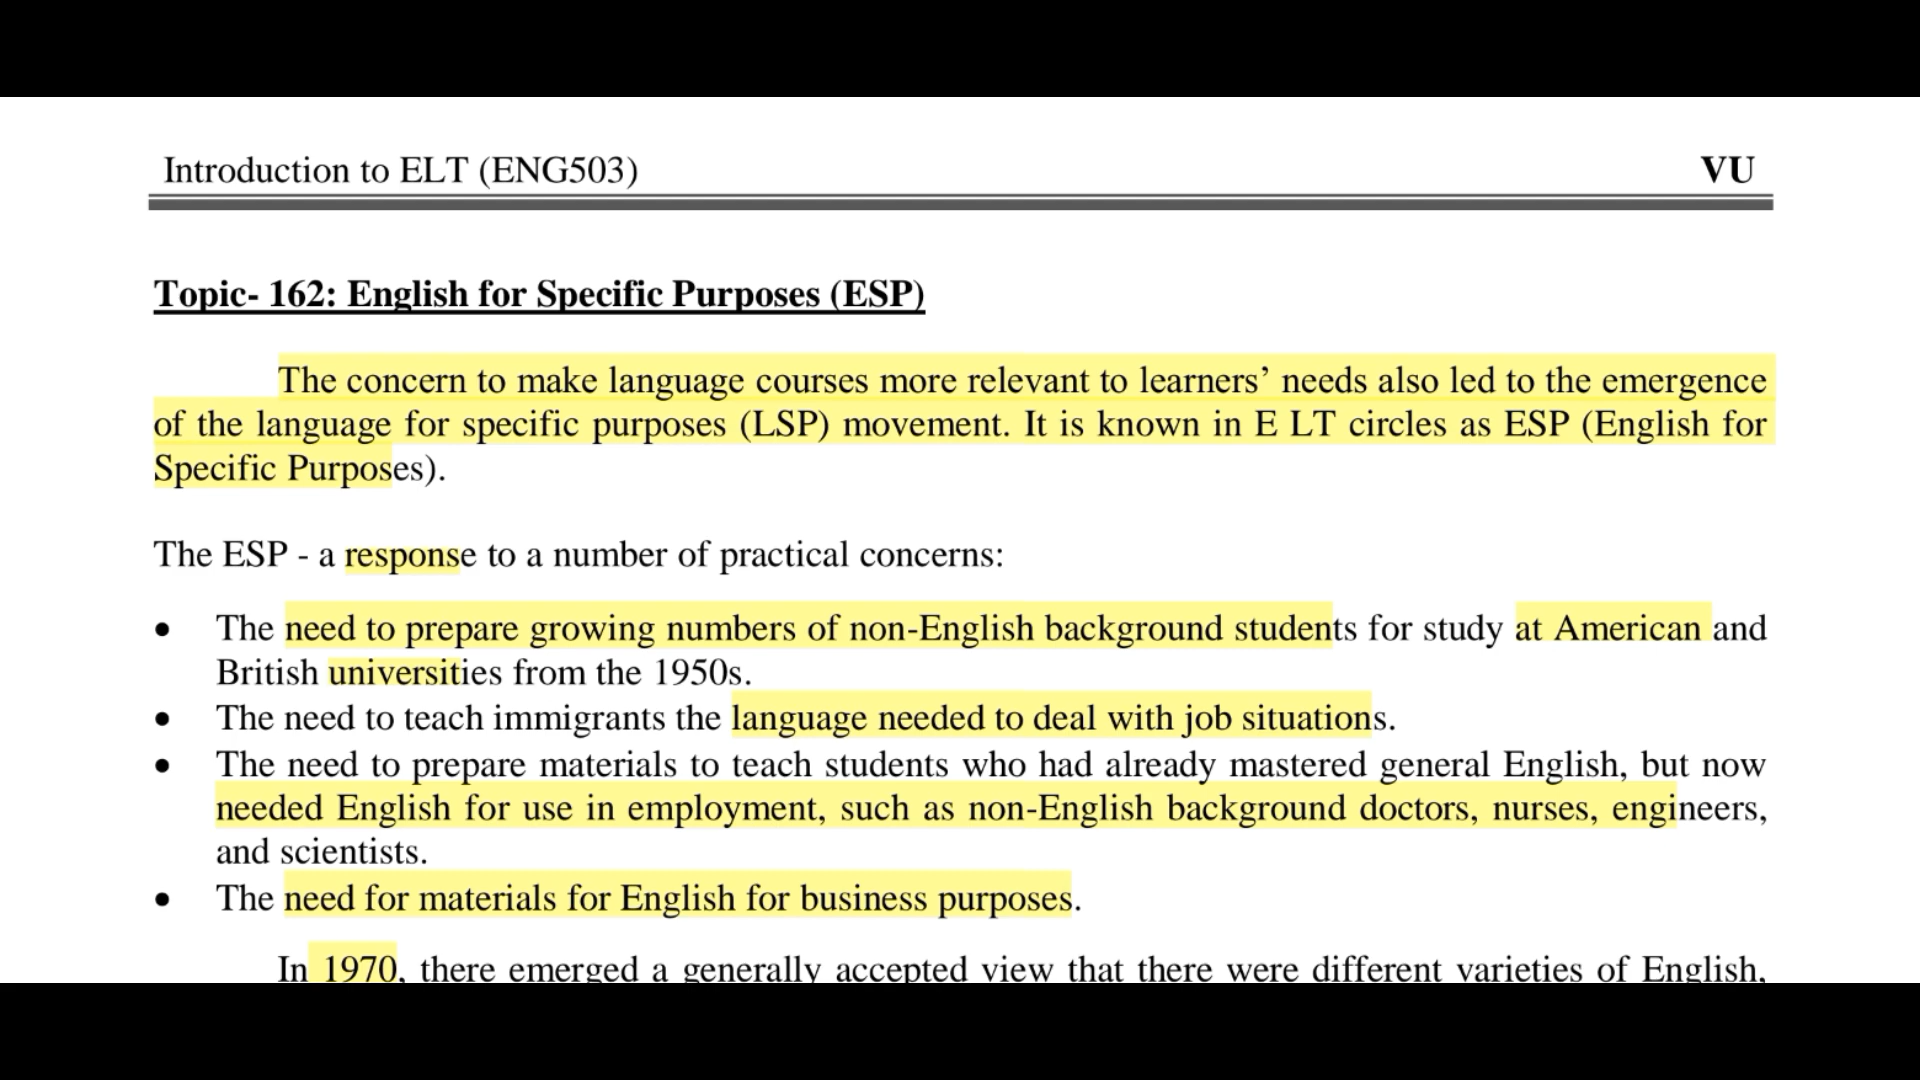 Introduction to ELT (ENG503) VU
Topic- 162: English for Specific Purposes (ESP)
The concern to make language courses more relevant to learners’ needs also led to the emergence
of the language for specific purposes (LSP) movement. It is known in E LT circles as ESP (English for
Specific Purposes).
The ESP - a response to a number of practical concerns:
• The need to prepare growing numbers of non-English background students for study at American and
British universities from the 1950s.
• The need to teach immigrants the language needed to deal with job situations.
• The need to prepare materials to teach students who had already mastered general English, but now
needed English for use in employment, such as non-English background doctors, nurses, engineers,
and scientists.
• The need for materials for English for business purposes.
In 1970, there emerged a generally accepted view that there were different varieties of English,